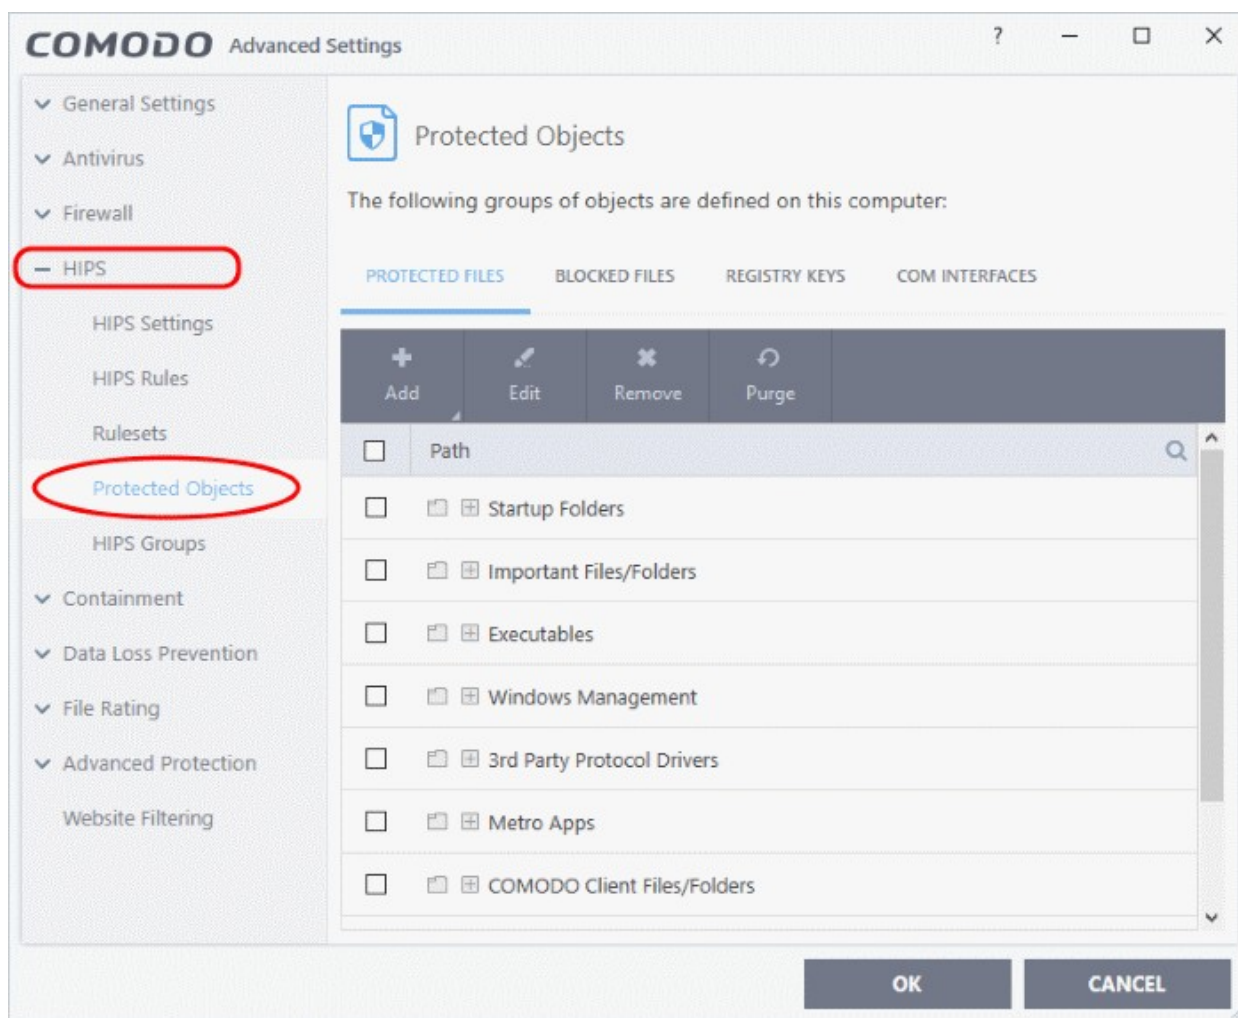 COMODO Advanced Settings ?
General Settings
Antivirus
Firewall
HIPS
HIPS Settings
HIPS Rules
Rulesets
Protected Objects
HIPS Groups
Containment
Data Loss Prevention
File Rating
Advanced Protection
Website Filtering
Protected Objects
The following groups of objects are defined on this computer:
PROTECTED FILES BLOCKED FILES REGISTRY KEYS COM INTERFACES
Add Edit Remove Purge
Path
Startup Folders
Important Files/Folders
Executables
Windows Management
3rd Party Protocol Drivers
Metro Apps
COMODO Client Files/Folders
OK CANCEL